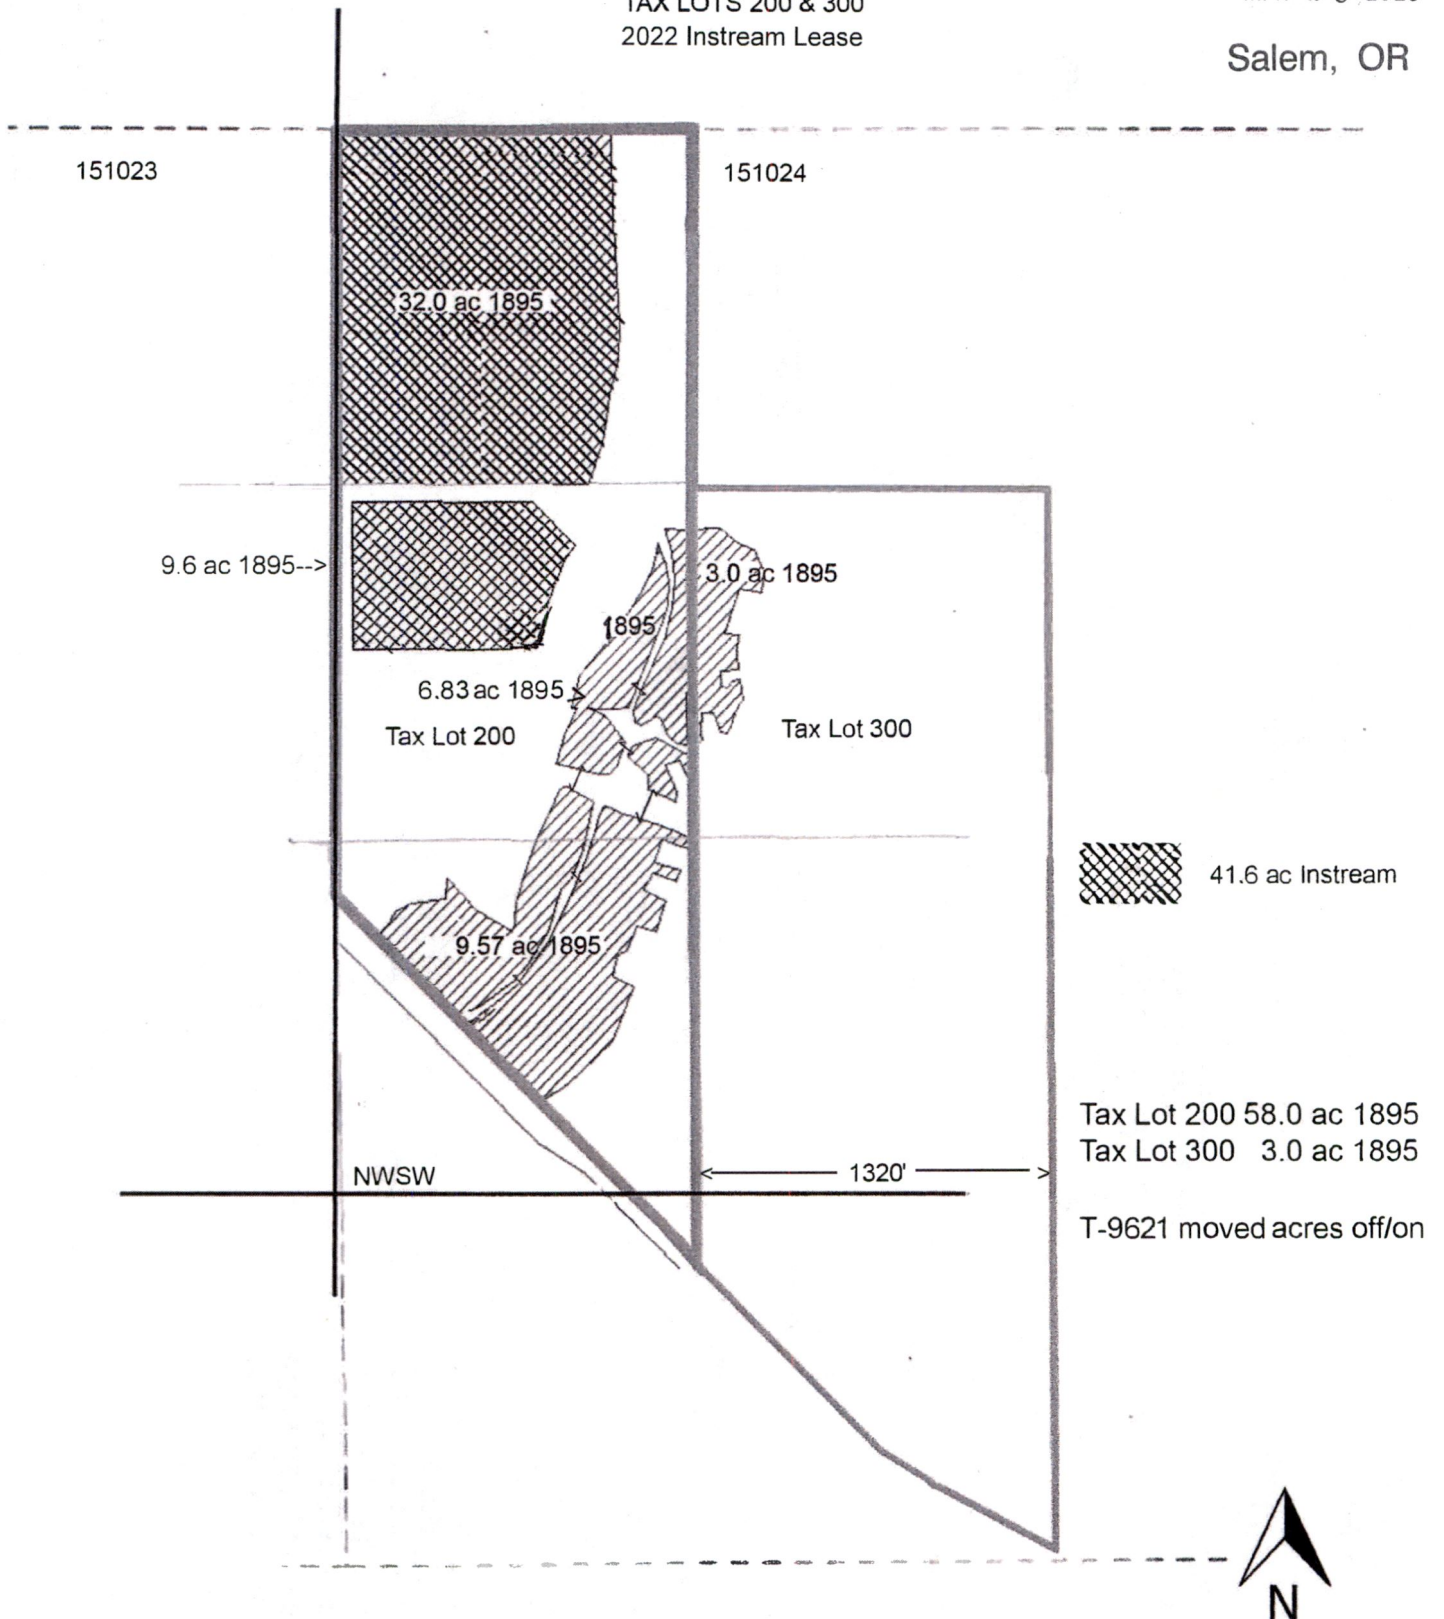 TAX LOTS 200 & 300
2022 Instream Lease
Salem, OR
151023
151024
32.0 ac 1895
9.6 ac 1895-->
3.0 ac 1895
1895
6.83 ac 1895
Tax Lot 200
Tax Lot 300
41.6 ac Instream
9.57 ac 1895
Tax Lot 200 58.0 ac 1895
Tax Lot 300 3.0 ac 1895
NWSW
1320'
T-9621 moved acres off/on
N